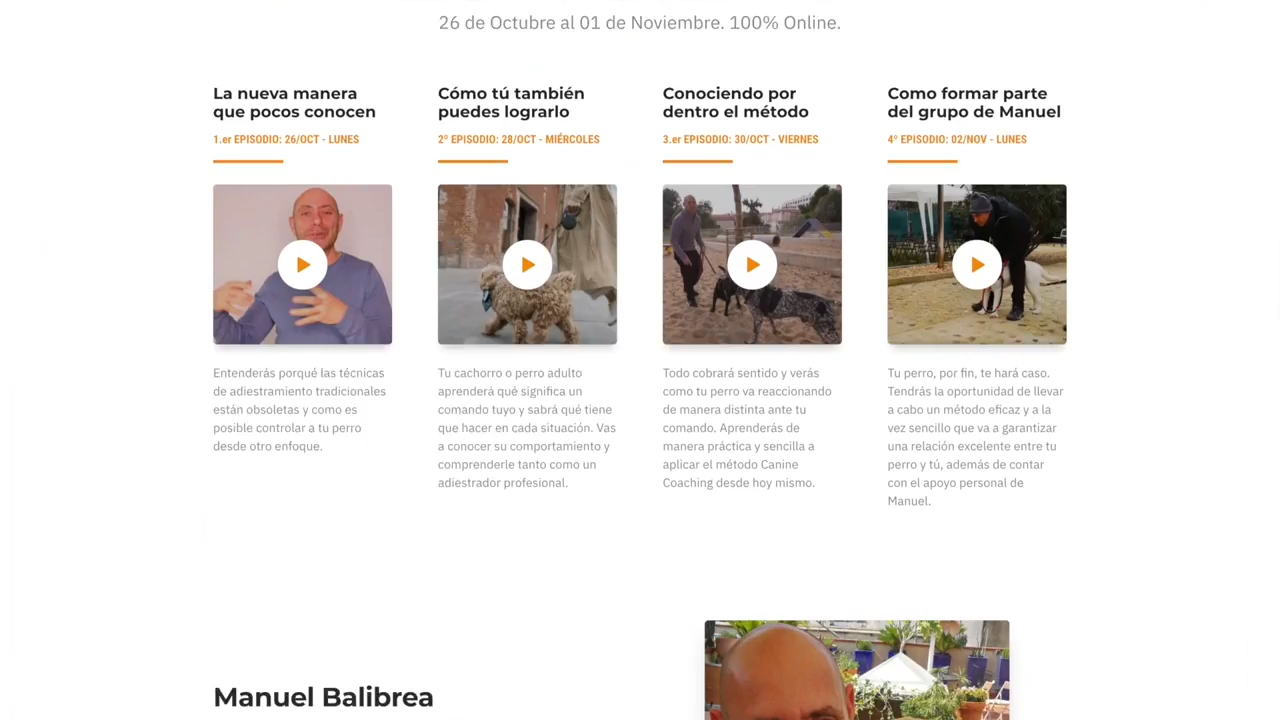 26 de Octubre al 01 de Noviembre. 100% Online.
La nueva manera
que pocos conocen
1.er EPISODIO: 26/OCT - LUNES
Entenderás porqué las técnicas
de adiestramiento tradicionales
están obsoletas y como es
posible controlar a tu perro
desde otro enfoque.
Cómo tú también
puedes lograrlo
2º EPISODIO: 28/OCT - MIÉRCOLES
Tu cachorro o perro adulto
aprenderá qué significa un
comando tuyo y sabrá qué tiene
que hacer en cada situación. Vas
a conocer su comportamiento y
comprenderle tanto como un
adiestrador profesional.
Conociendo por
dentro el método
3.er EPISODIO: 30/OCT - VIERNES
Todo cobrará sentido y verás
como tu perro va reaccionando
de manera distinta ante tu
comando. Aprenderás de
manera práctica y sencilla a
aplicar el método Canine
Coaching desde hoy mismo.
Como formar parte
del grupo de Manuel
4º EPISODIO: 02/NOV - LUNES
Tu perro, por fin, te hará caso.
Tendrás la oportunidad de llevar
a cabo un método eficaz y a la
vez sencillo que va a garantizar
una relación excelente entre tu
perro y tú, además de contar
con el apoyo personal de
Manuel.
Manuel Balibrea